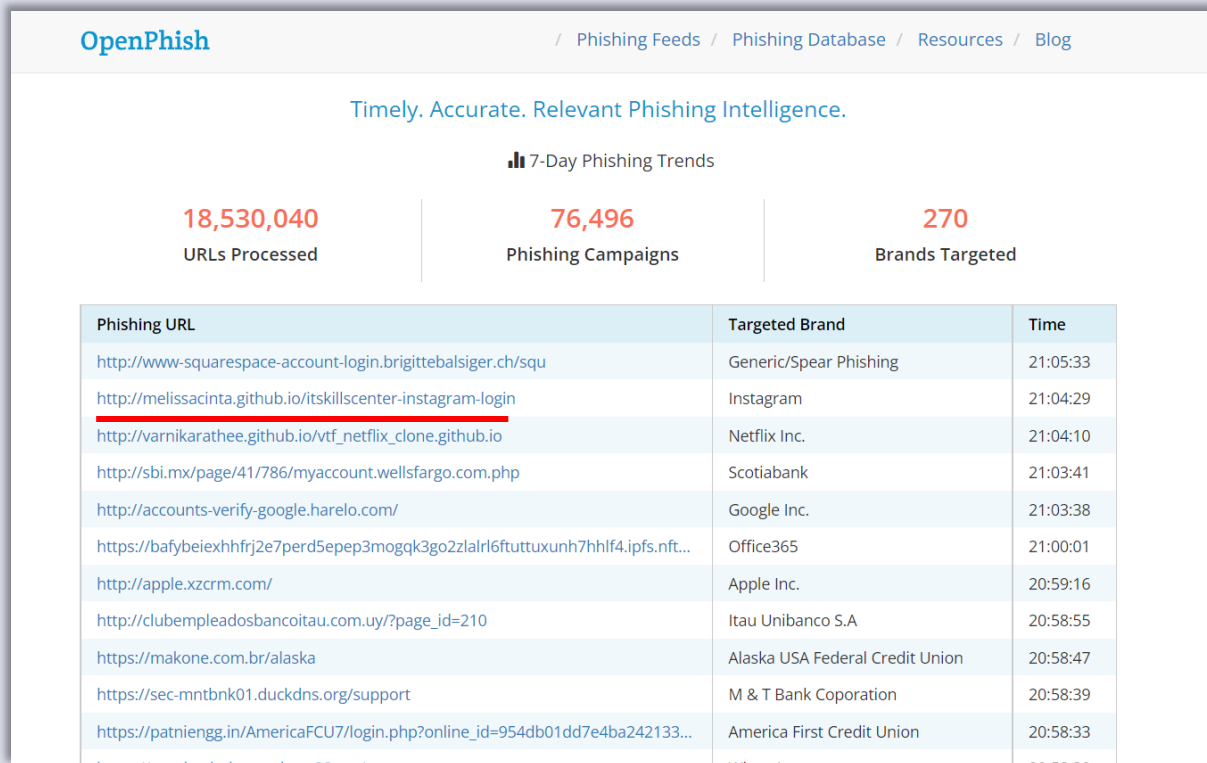 OpenPhish / Phishing Feeds / Phishing Database / Resources / Blog
Timely. Accurate. Relevant Phishing Intelligence.
7-Day Phishing Trends
18,530,040 76,496 270
URLs Processed Phishing Campaigns Brands Targeted
Phishing URL Targeted Brand Time
http://www-squarespace-account-login.brigittebalsiger.ch/squ Generic/Spear Phishing 21:05:33
http://melissacinta.github.io/itskillscenter-instagram-login Instagram 21:04:29
http://varnikarathee.github.io/vtf_netflix_clone.github.io Netflix Inc. 21:04:10
http://sbi.mx/page/41/786/myaccount.wellsfargo.com.php Scotiabank 21:03:41
http://accounts-verify-google.harelo.com/ Google Inc. 21:03:38
https://bafybeiexhhfrj2e7perd5epep3mogqk3go2zlalrl6ftuttuxunh7hhlf4.ipfs.nft... Office365 21:00:01
http://apple.xzcrm.com/ Apple Inc. 20:59:16
http://clubempleadosbancoitau.com.uy/?page_id=210 Itau Unibanco S.A 20:58:55
https://makone.com.br/alaska Alaska USA Federal Credit Union 20:58:47
https://sec-mntbnk01.duckdns.org/support M & T Bank Coporation 20:58:39
https://patniengg.in/AmericaFCU7/login.php?online_id=954db01dd7e4ba242133... America First Credit Union 20:58:33